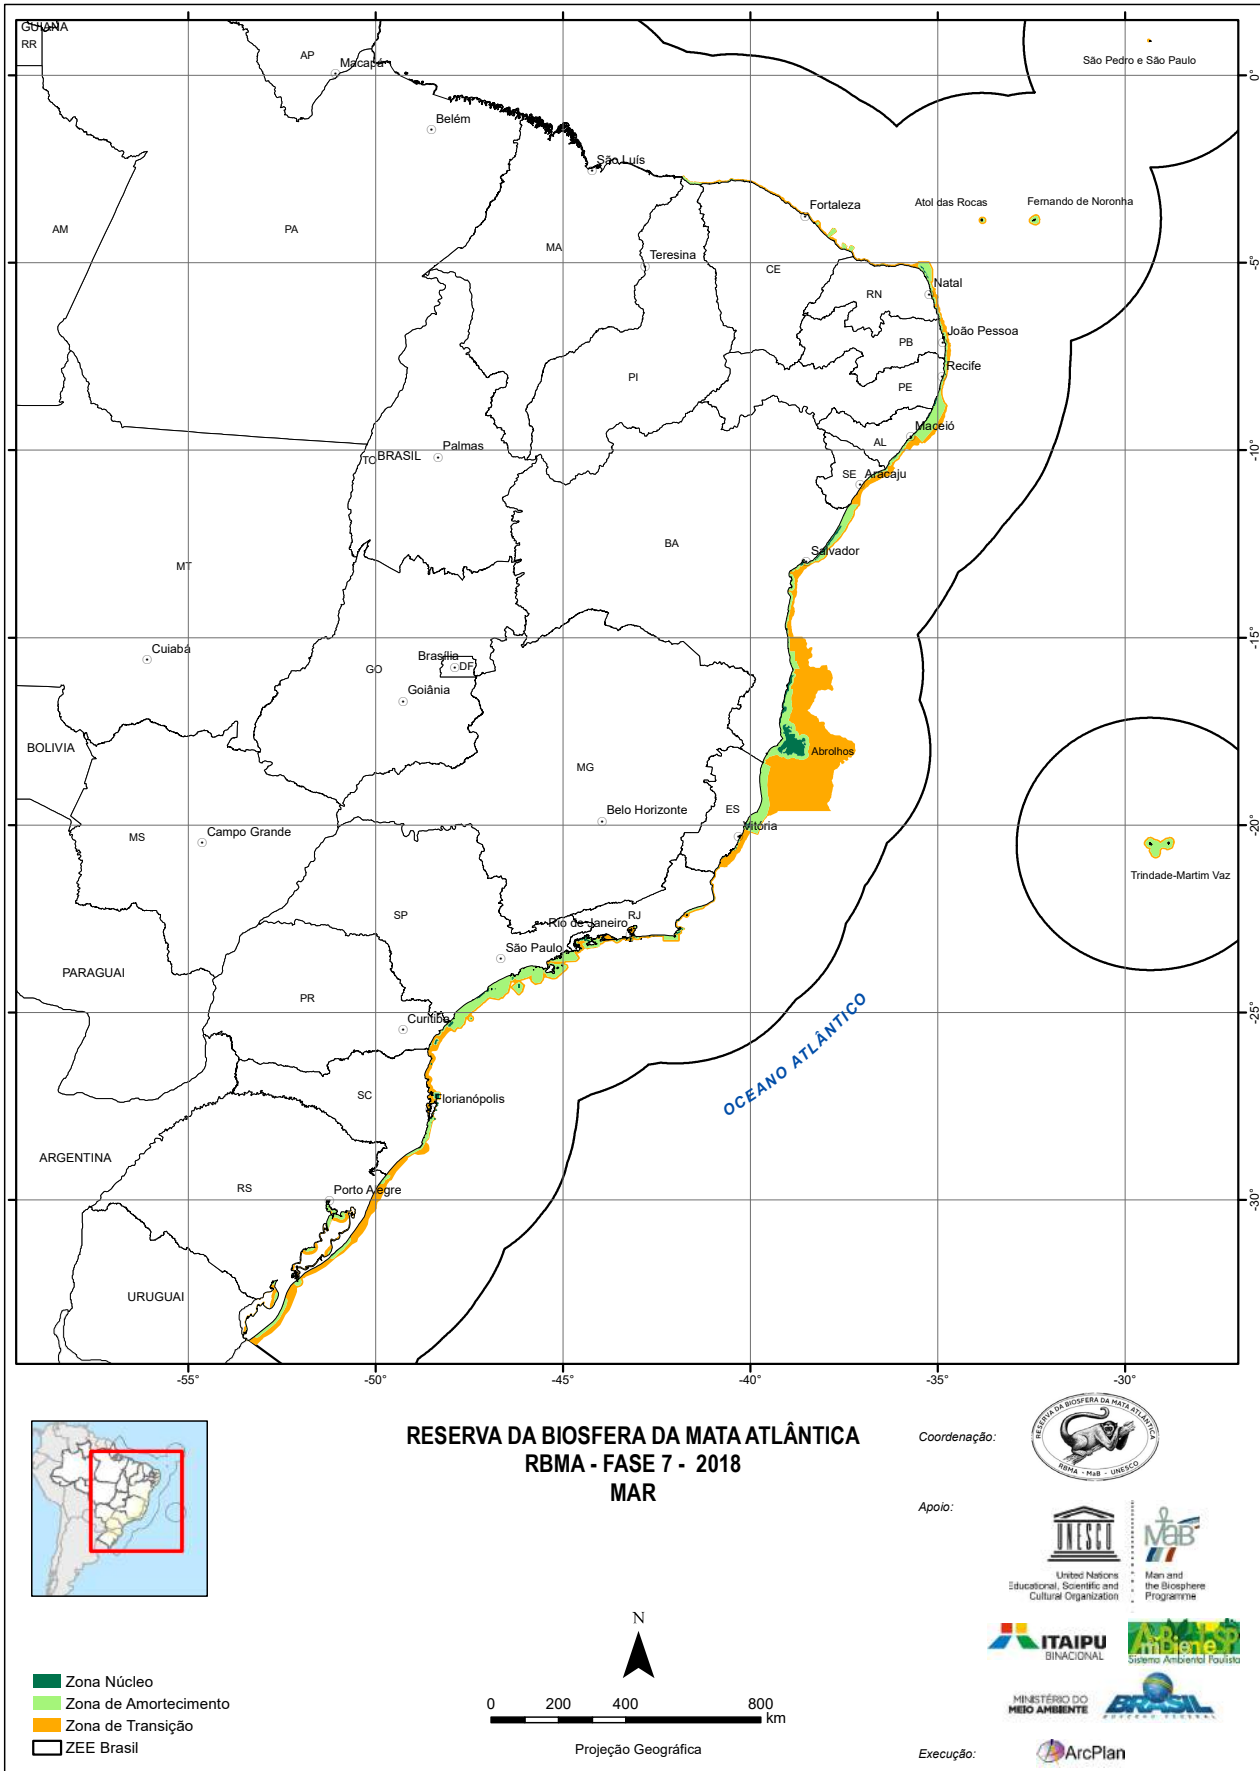 GUIANA
RR
AP
Macapá
São Pedro e São Paulo
0°
Belém
São Luís
Fortaleza
Atol das Rocas
Fernando de Noronha
AM
PA
MA
Teresina
CE
-5°
Natal
RN
João Pessoa
PB
Recife
PI
PE
Maceió
AL
Palmas
TO
BRASIL
-10°
SE
Aracaju
BA
Salvador
MT
-15°
Cuiabá
Brasília
DF
GO
Goiânia
BOLIVIA
Abrolhos
MG
Belo Horizonte
ES
Vitória
-20°
MS
Campo Grande
Trindade-Martim Vaz
SP
Rio de Janeiro
RJ
São Paulo
PARAGUAI
PR
Curitiba
-25°
OCEANO ATLÂNTICO
SC
Florianópolis
ARGENTINA
RS
Porto Alegre
-30°
URUGUAI
-55°
-50°
-45°
-40°
-35°
-30°
RESERVA DA BIOSFERA DA MATA ATLÂNTICA
RBMA - FASE 7 - 2018
MAR
Coordenação:
RESERVA DA BIOSFERA DA MATA ATLÂNTICA
RBMA - MaB - UNESCO
Apoio:
UNESCO
MaB
United Nations
Educational, Scientific and
Cultural Organization
Man and
the Biosphere
Programme
ITAIPU
BINACIONAL
AmBienteSP
Sistema Ambiental Paulista
MINISTÉRIO DO
MEIO AMBIENTE
BRASIL
GOVERNO FEDERAL
Execução:
ArcPlan
N
0 200 400 800
km
Projeção Geográfica
Zona Núcleo
Zona de Amortecimento
Zona de Transição
ZEE Brasil